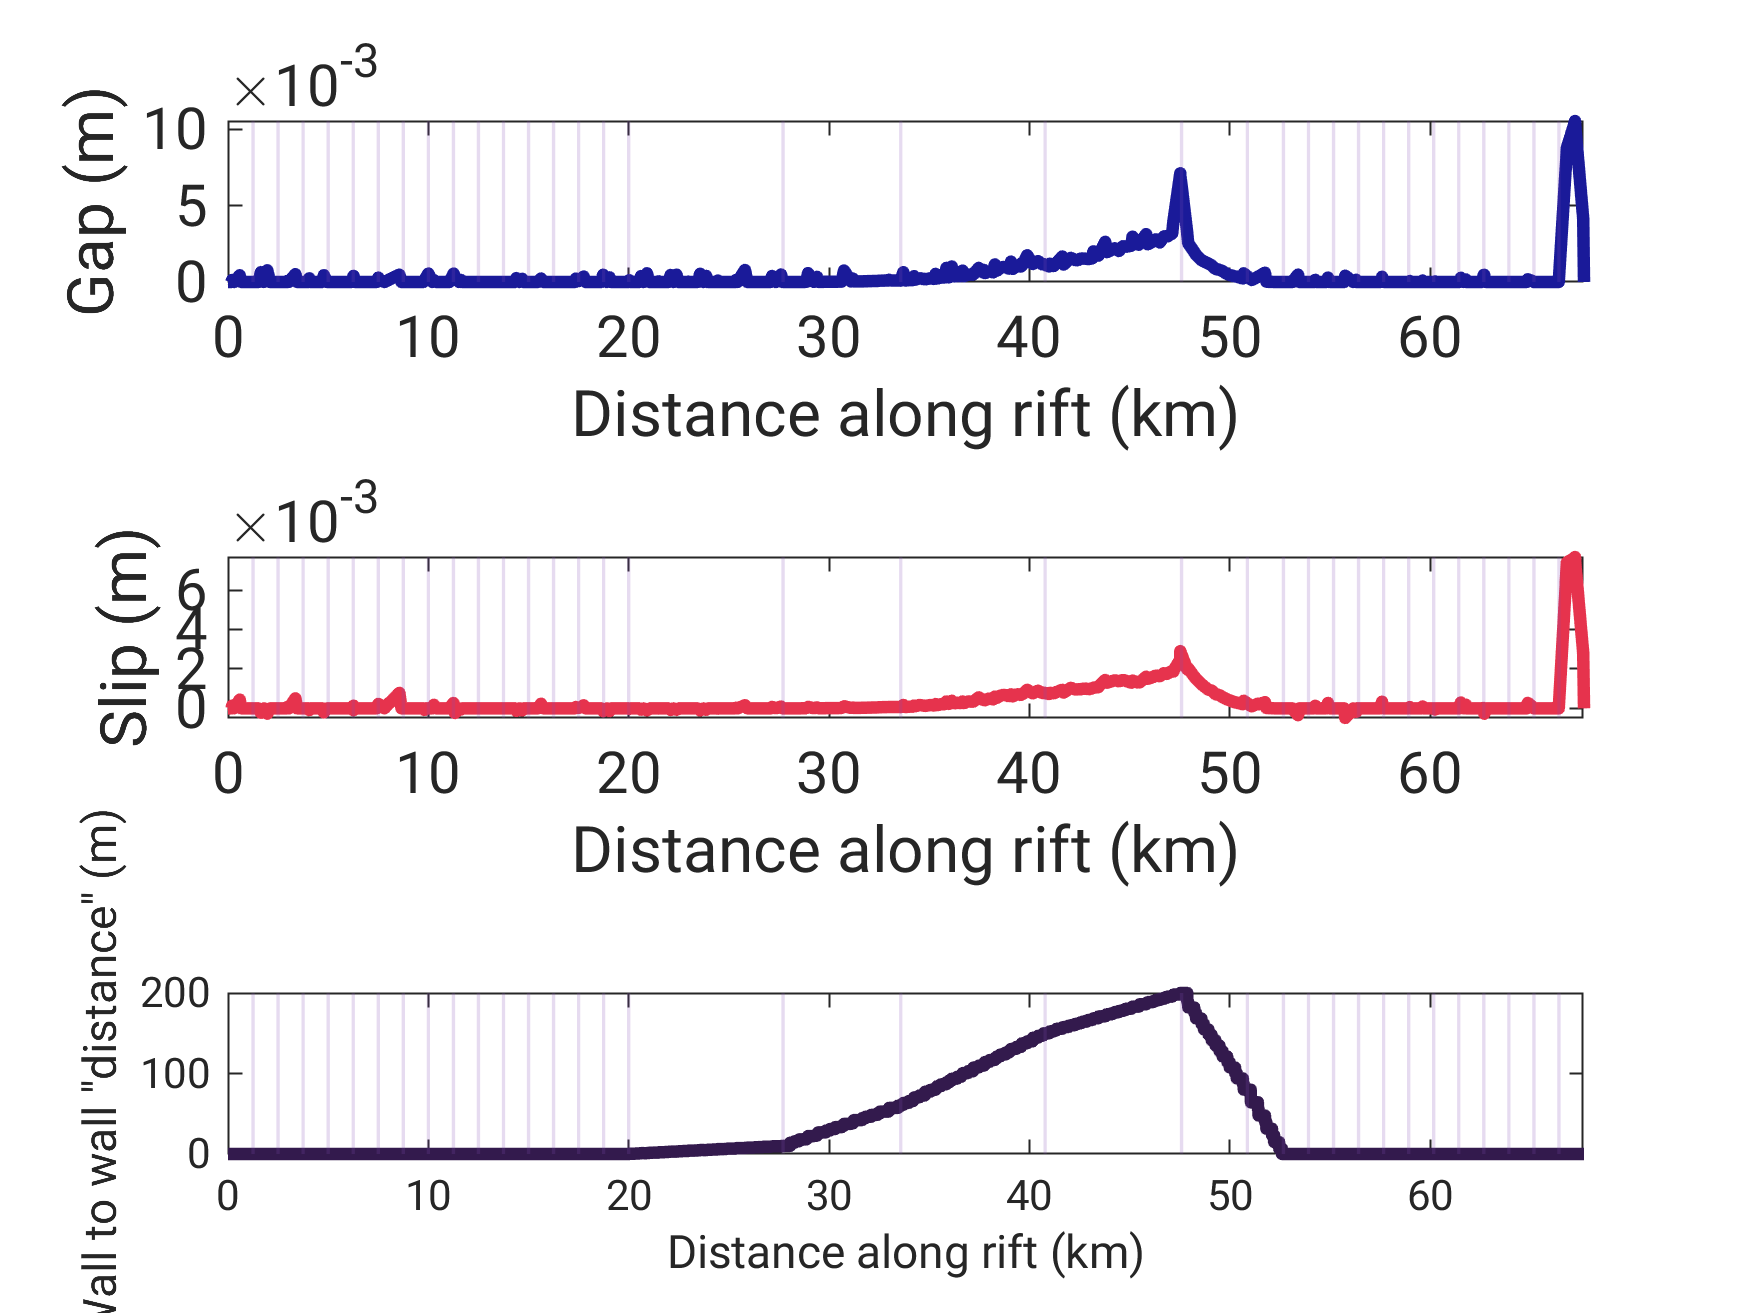 ×10-3
Gap (m)
10
5
0
0 10 20 30 40 50 60
Distance along rift (km)
×10-3
Slip (m)
6
4
2
0
0 10 20 30 40 50 60
Distance along rift (km)
to wall "distance" (m)
200
100
0
0 10 20 30 40 50 60
Distance along rift (km)